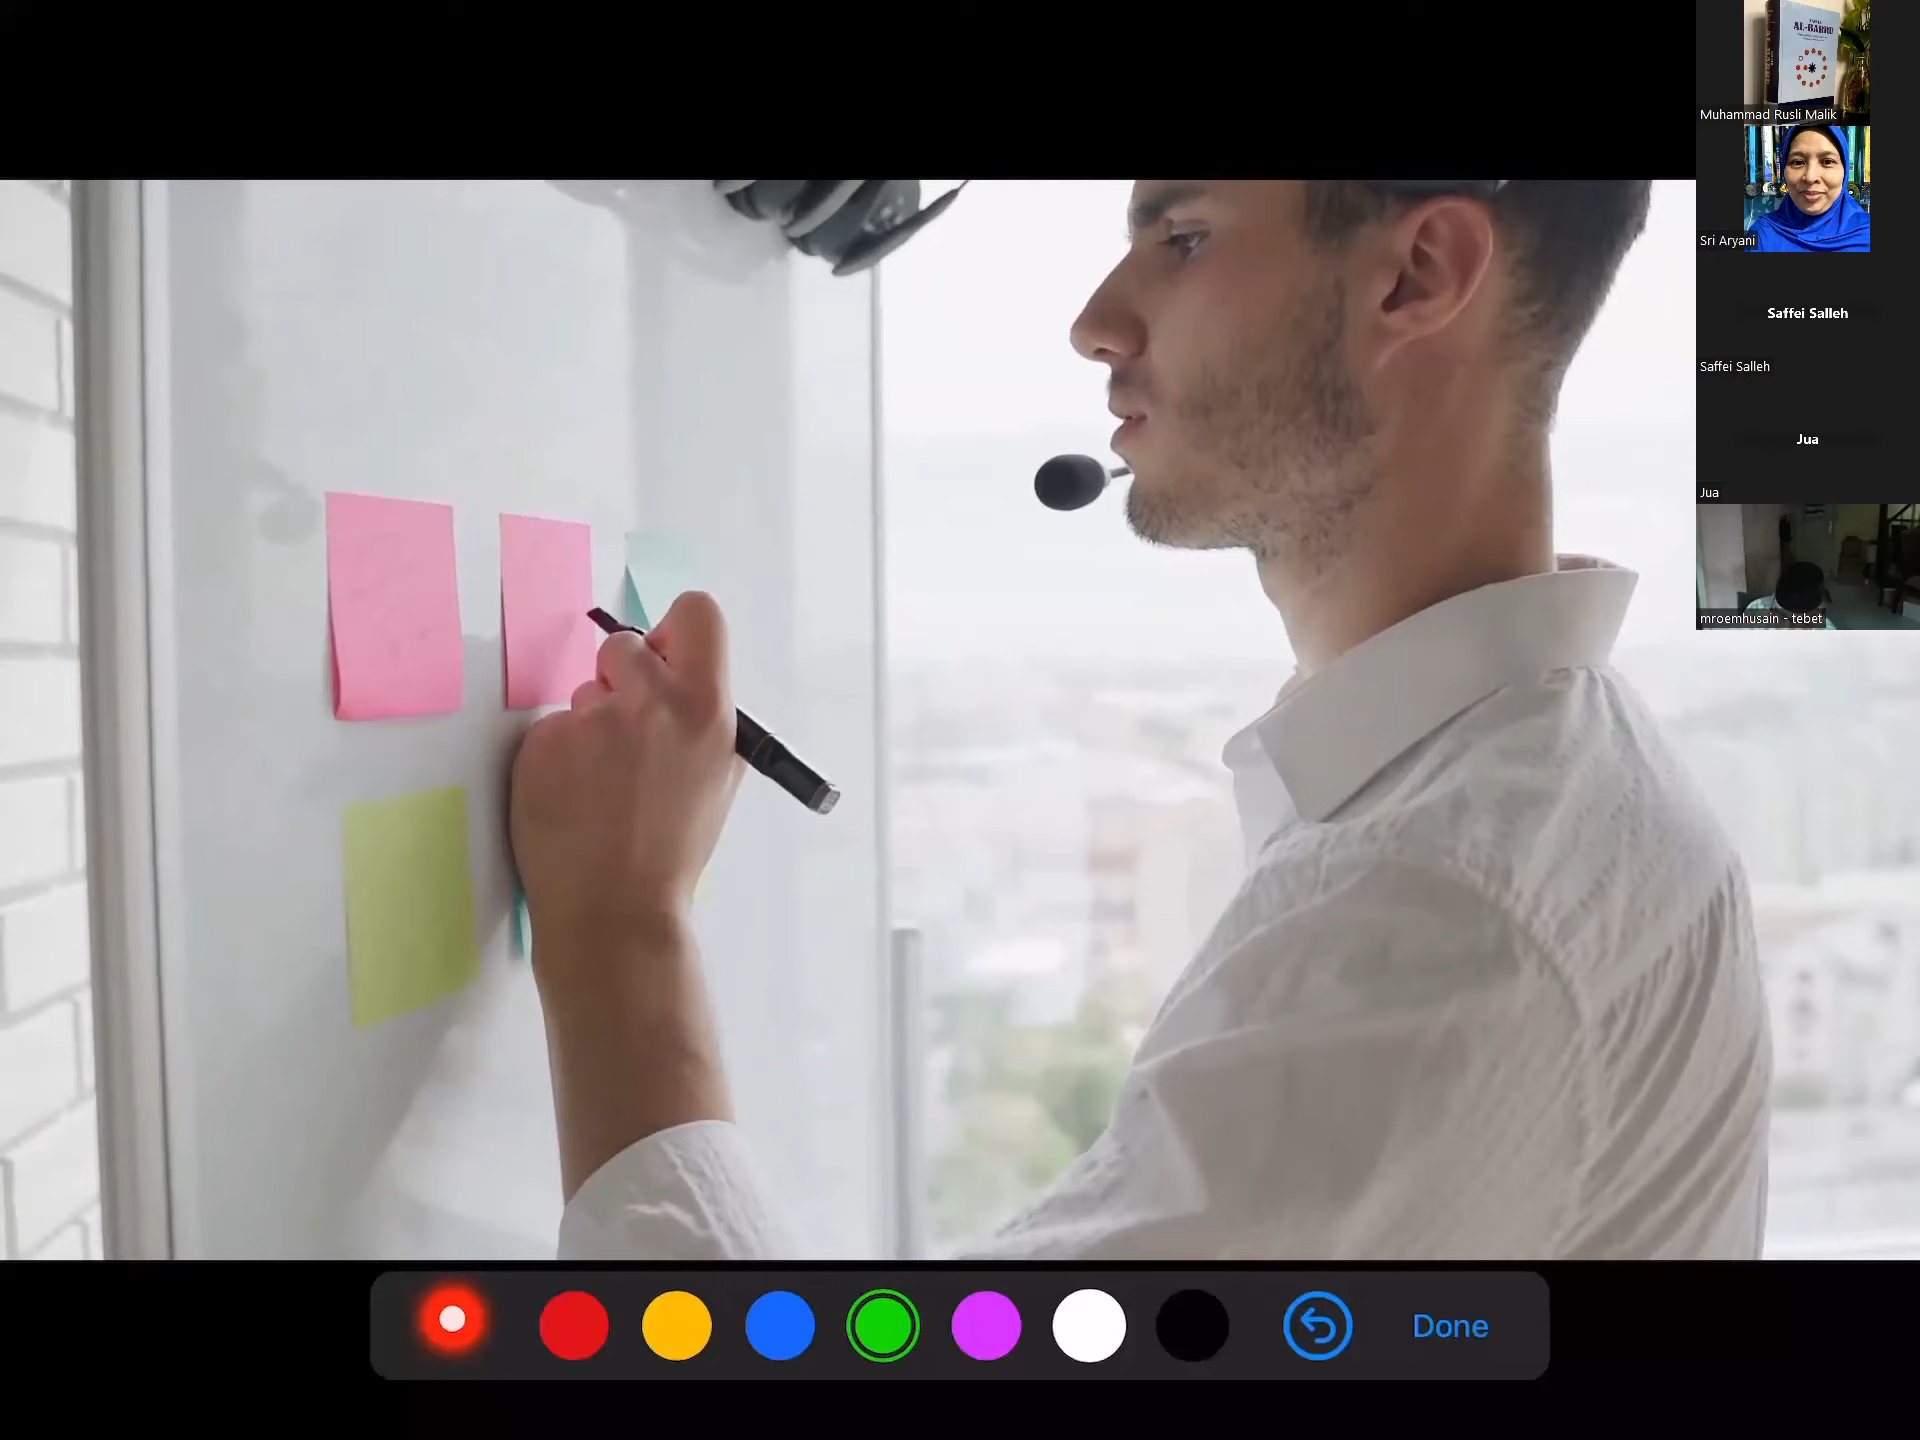 AL-BARRU
Muhammad Rusli Malik
Sri Aryani
Saffei Salleh
Saffei Salleh
Jua
Jua
mroemhusain - tebet
Done